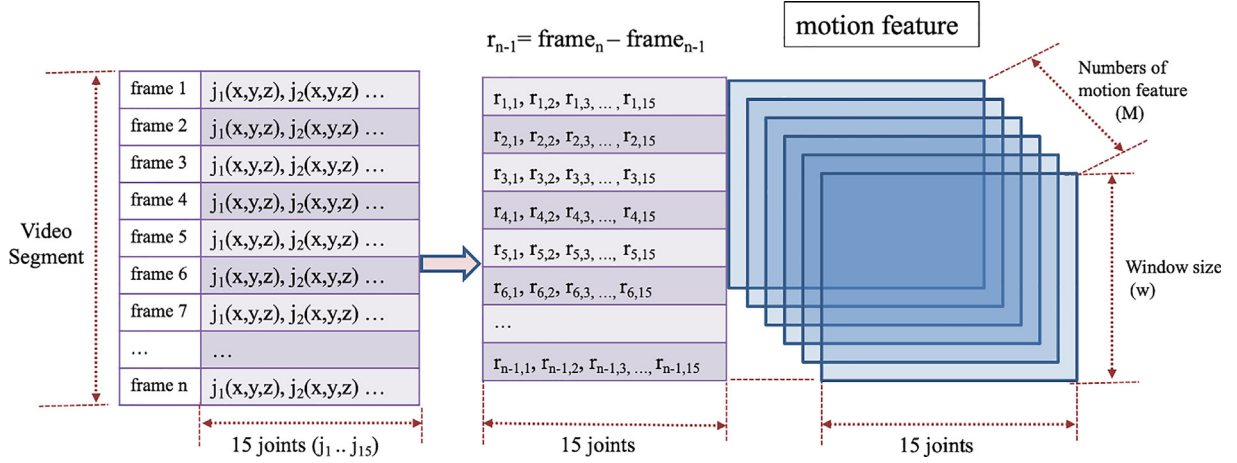 motion feature
rn-1= framen – framen-1
Numbers of
motion feature
(M)
Video
Segment
frame 1 j1(x,y,z), j2(x,y,z) …
frame 2 j1(x,y,z), j2(x,y,z) …
frame 3 j1(x,y,z), j2(x,y,z) …
frame 4 j1(x,y,z), j2(x,y,z) …
frame 5 j1(x,y,z), j2(x,y,z) …
frame 6 j1(x,y,z), j2(x,y,z) …
frame 7 j1(x,y,z), j2(x,y,z) …
… …
frame n j1(x,y,z), j2(x,y,z) …
15 joints (j1 .. j15)
r1,1, r1,2, r1,3, … , r1,15
r2,1, r2,2, r2,3, … , r2,15
r3,1, r3,2, r3,3, … , r3,15
r4,1, r4,2, r4,3, …, r4,15
r5,1, r5,2, r5,3, … , r5,15
r6,1, r6,2, r6,3, …, r6,15
…
rn-1,1, rn-1,2, rn-1,3, …, rn-1,15
15 joints
Window size
(w)
15 joints